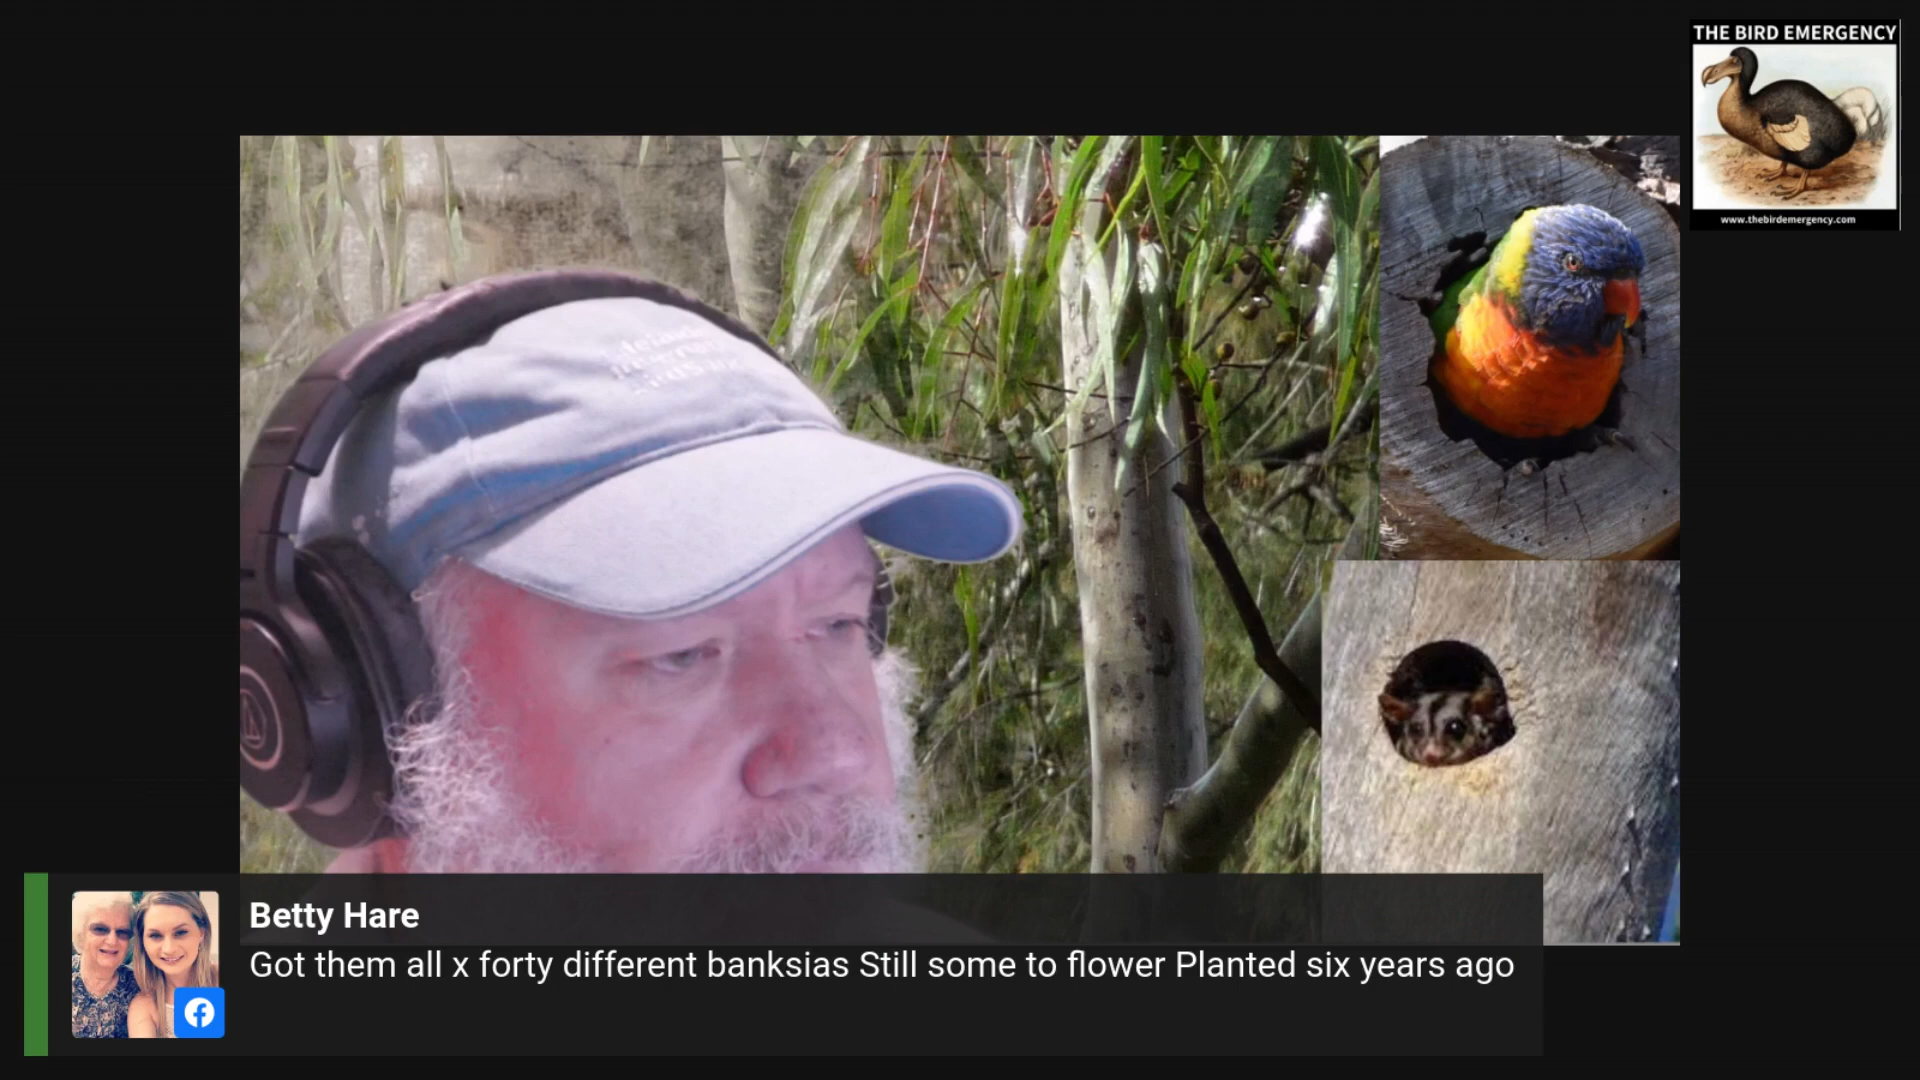 THE BIRD EMERGENCY
www.thebirdemergency.com
Betty Hare
Got them all x forty different banksias Still some to flower Planted six years ago